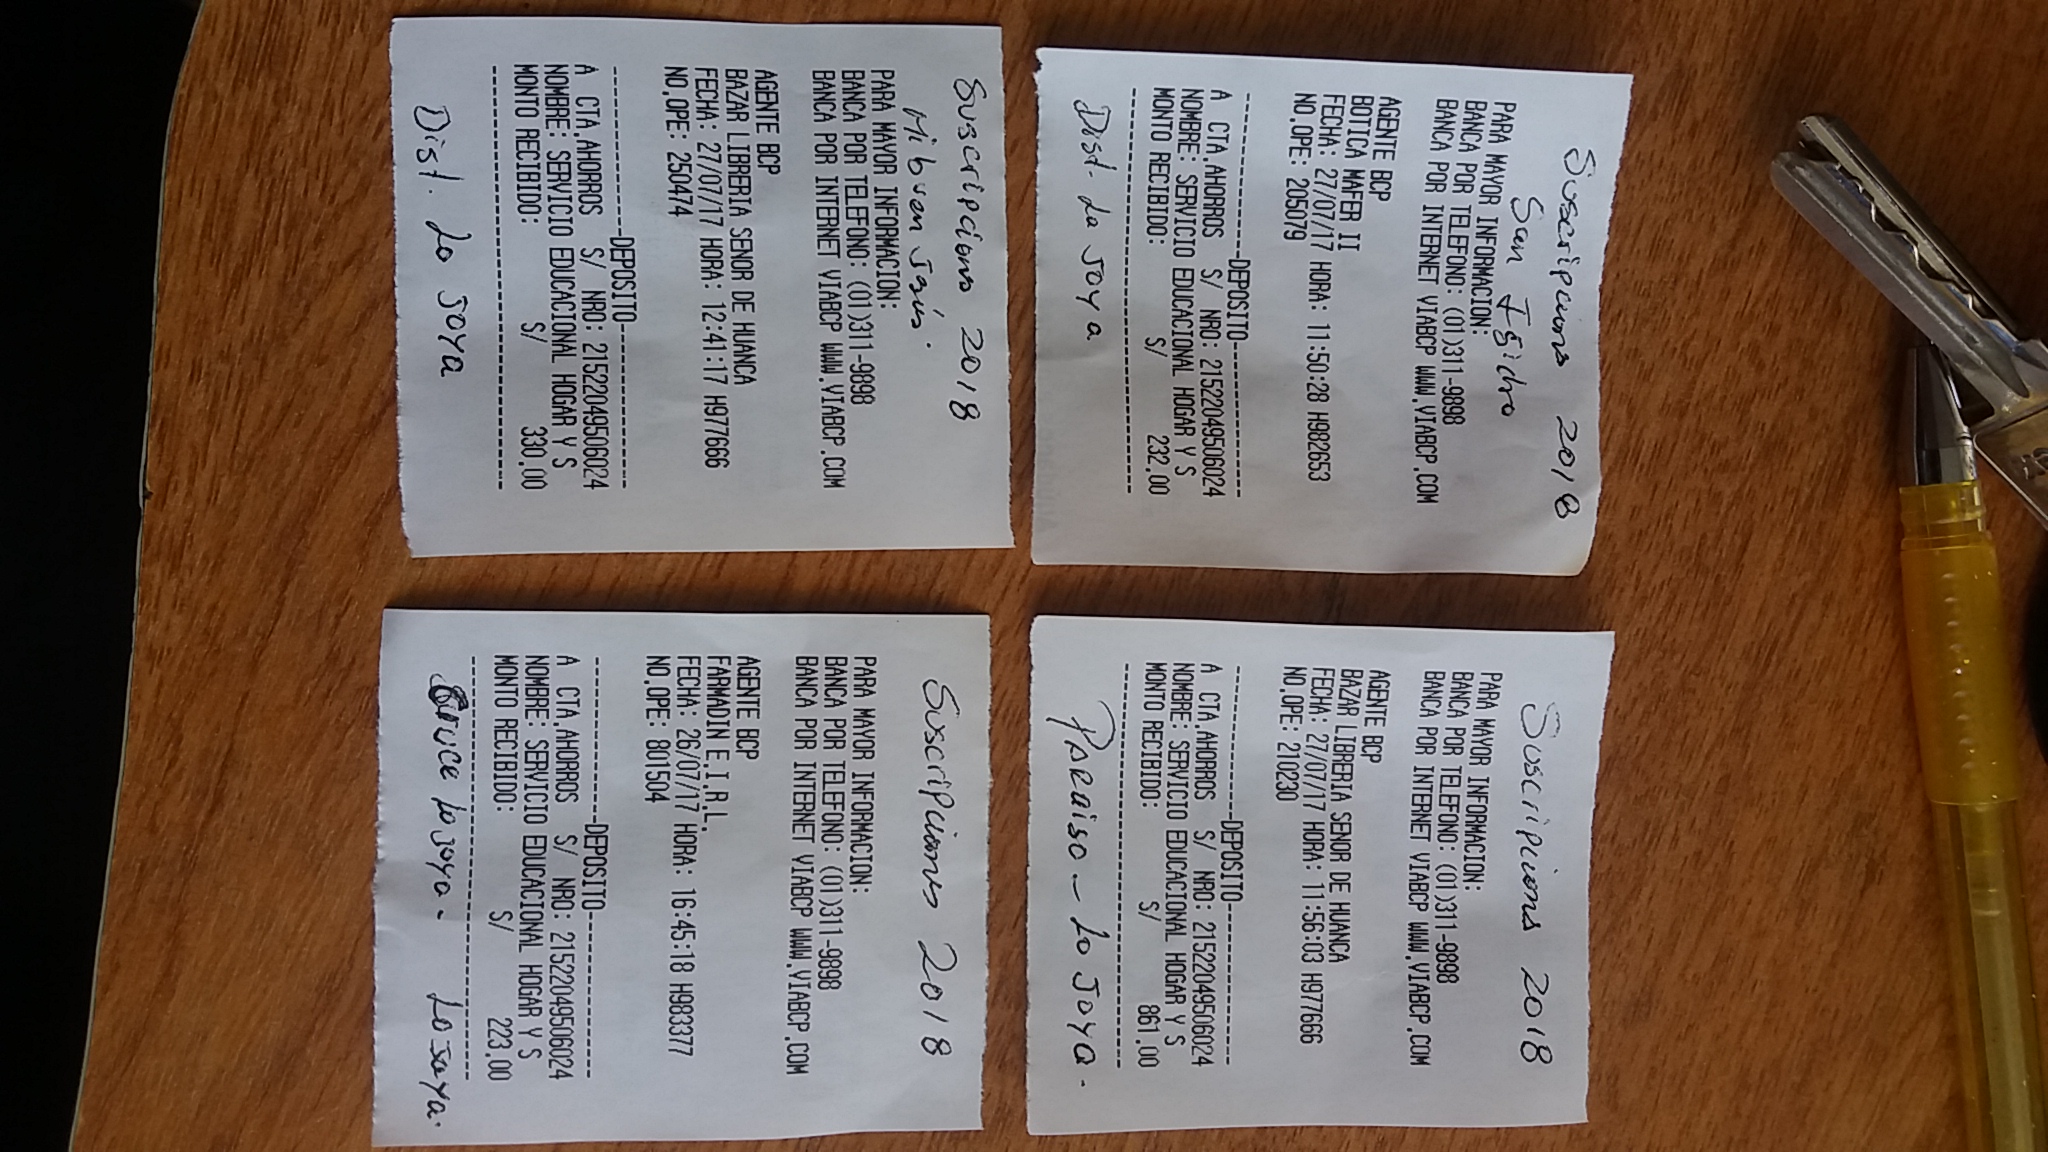 Suscripcions 2018
San Isidro
PARA MAYOR INFORMACION:
BANCA POR TELEFONO: (01)311-9898
BANCA POR INTERNET VIABCP WWW.VIABCP.COM
AGENTE BCP
BOTICA MAFER II
FECHA: 27/07/17 HORA: 11:50:28 H982653
NO.OPE: 205079
--------------------DEPOSITO--------------------
A CTA.AHORROS S/ NRO: 21522049506024
NOMBRE: SERVICIO EDUCACIONAL HOGAR Y S
MONTO RECIBIDO: S/ 232.00
------------------------------------------------
Dist. La Joya
Suscripcions 2018
PARA MAYOR INFORMACION:
BANCA POR TELEFONO: (01)311-9898
BANCA POR INTERNET VIABCP WWW.VIABCP.COM
AGENTE BCP
BAZAR LIBRERIA SENOR DE HUANCA
FECHA: 27/07/17 HORA: 11:56:03 H977666
NO.OPE: 210230
--------------------DEPOSITO--------------------
A CTA.AHORROS S/ NRO: 21522049506024
NOMBRE: SERVICIO EDUCACIONAL HOGAR Y S
MONTO RECIBIDO: S/ 861.00
------------------------------------------------
Paraiso - La Joya.
Suscripcions 2018
Mi buen Jesús.
PARA MAYOR INFORMACION:
BANCA POR TELEFONO: (01)311-9898
BANCA POR INTERNET VIABCP WWW.VIABCP.COM
AGENTE BCP
BAZAR LIBRERIA SENOR DE HUANCA
FECHA: 27/07/17 HORA: 12:41:17 H977666
NO.OPE: 250474
--------------------DEPOSITO--------------------
A CTA.AHORROS S/ NRO: 21522049506024
NOMBRE: SERVICIO EDUCACIONAL HOGAR Y S
MONTO RECIBIDO: S/ 330.00
------------------------------------------------
Dist. La Joya
Suscripcions 2018
PARA MAYOR INFORMACION:
BANCA POR TELEFONO: (01)311-9898
BANCA POR INTERNET VIABCP WWW.VIABCP.COM
AGENTE BCP
FARMADIN E.I.R.L.
FECHA: 26/07/17 HORA: 16:45:18 H983377
NO.OPE: 801504
--------------------DEPOSITO--------------------
A CTA.AHORROS S/ NRO: 21522049506024
NOMBRE: SERVICIO EDUCACIONAL HOGAR Y S
MONTO RECIBIDO: S/ 223.00
------------------------------------------------
Cruce La Joya. La Joya.